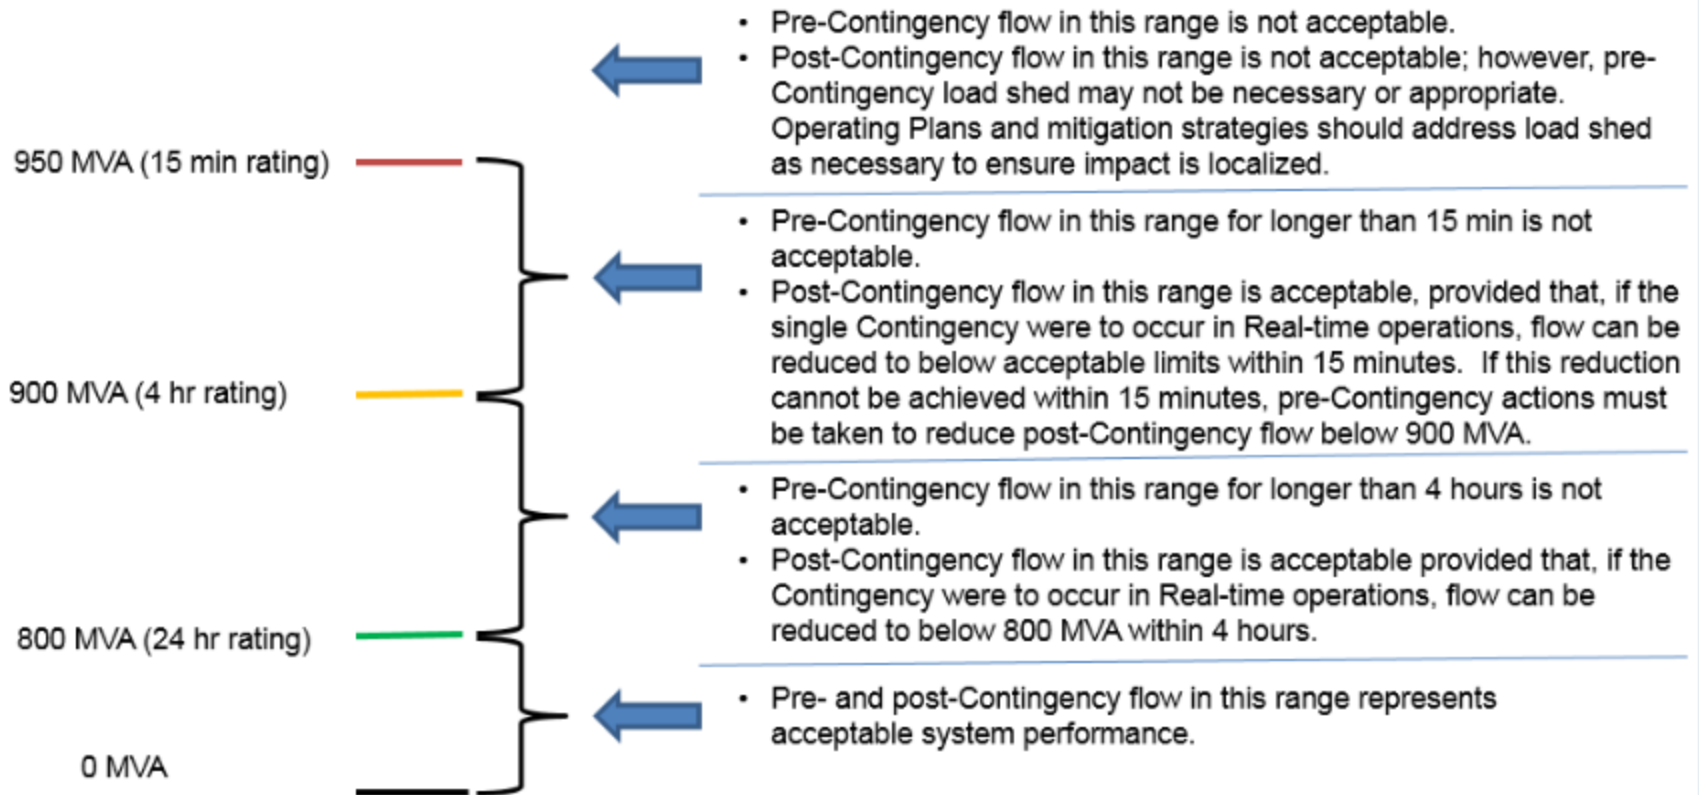 • Pre-Contingency flow in this range is not acceptable.
• Post-Contingency flow in this range is not acceptable; however, pre-
Contingency load shed may not be necessary or appropriate.
Operating Plans and mitigation strategies should address load shed
as necessary to ensure impact is localized.
950 MVA (15 min rating)
• Pre-Contingency flow in this range for longer than 15 min is not
acceptable.
• Post-Contingency flow in this range is acceptable, provided that, if the
single Contingency were to occur in Real-time operations, flow can be
reduced to below acceptable limits within 15 minutes.  If this reduction
cannot be achieved within 15 minutes, pre-Contingency actions must
be taken to reduce post-Contingency flow below 900 MVA.
900 MVA (4 hr rating)
• Pre-Contingency flow in this range for longer than 4 hours is not
acceptable.
• Post-Contingency flow in this range is acceptable provided that, if the
Contingency were to occur in Real-time operations, flow can be
reduced to below 800 MVA within 4 hours.
800 MVA (24 hr rating)
• Pre- and post-Contingency flow in this range represents
acceptable system performance.
0 MVA